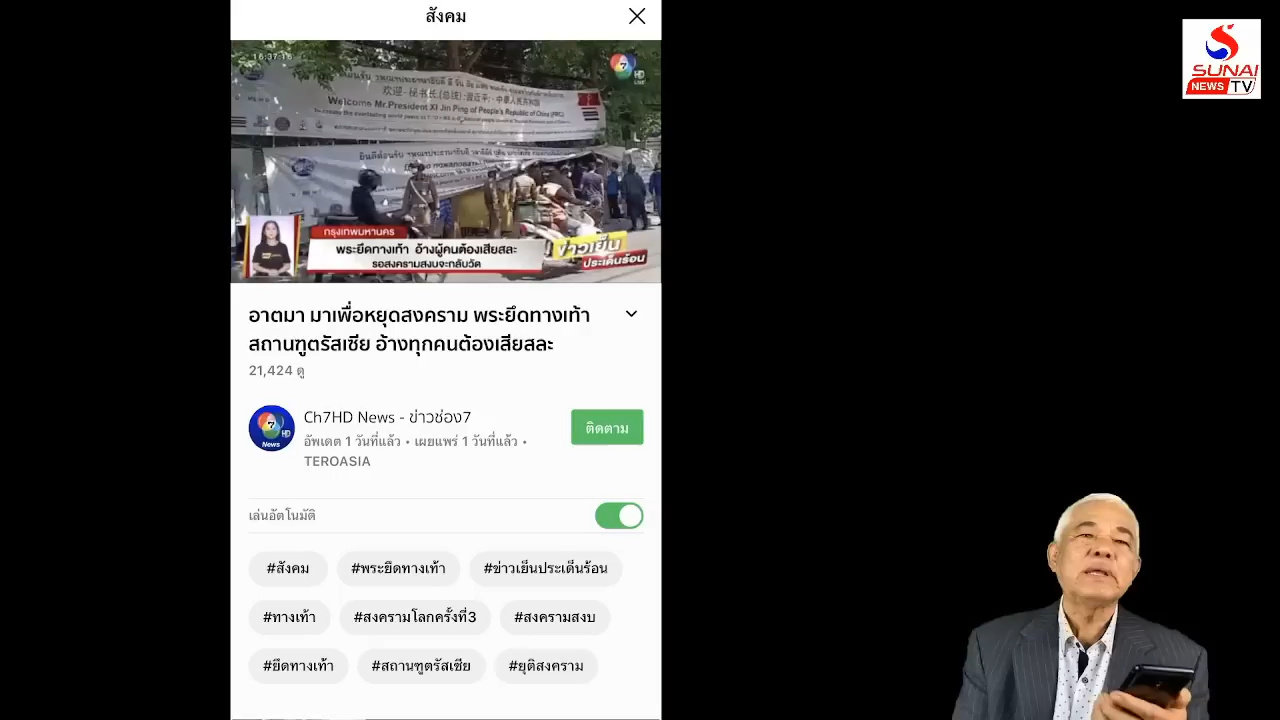 สังคม
SUNAI
NEWS TV
16:37:16
7
HD
LIVE
欢迎
Welcome Mr.President Xi Jin Ping of People's Republic of China (PRC)
กรุงเทพมหานคร
พระยึดทางเท้า อ้างผู้คนต้องเสียสละ
รอสงครามสงบจะกลับวัด
ข่าวเย็น
ประเด็นร้อน
อาตมา มาเพื่อหยุดสงคราม พระยึดทางเท้า
สถานฑูตรัสเซีย อ้างทุกคนต้องเสียสละ
21,424 ดู
7
HD
News
Ch7HD News - ข่าวช่อง7
อัพเดต 1 วันที่แล้ว • เผยแพร่ 1 วันที่แล้ว •
TEROASIA
ติดตาม
เล่นอัตโนมัติ
#สังคม #พระยึดทางเท้า #ข่าวเย็นประเด็นร้อน
#ทางเท้า #สงครามโลกครั้งที่3 #สงครามสงบ
#ยึดทางเท้า #สถานฑูตรัสเซีย #ยุติสงคราม